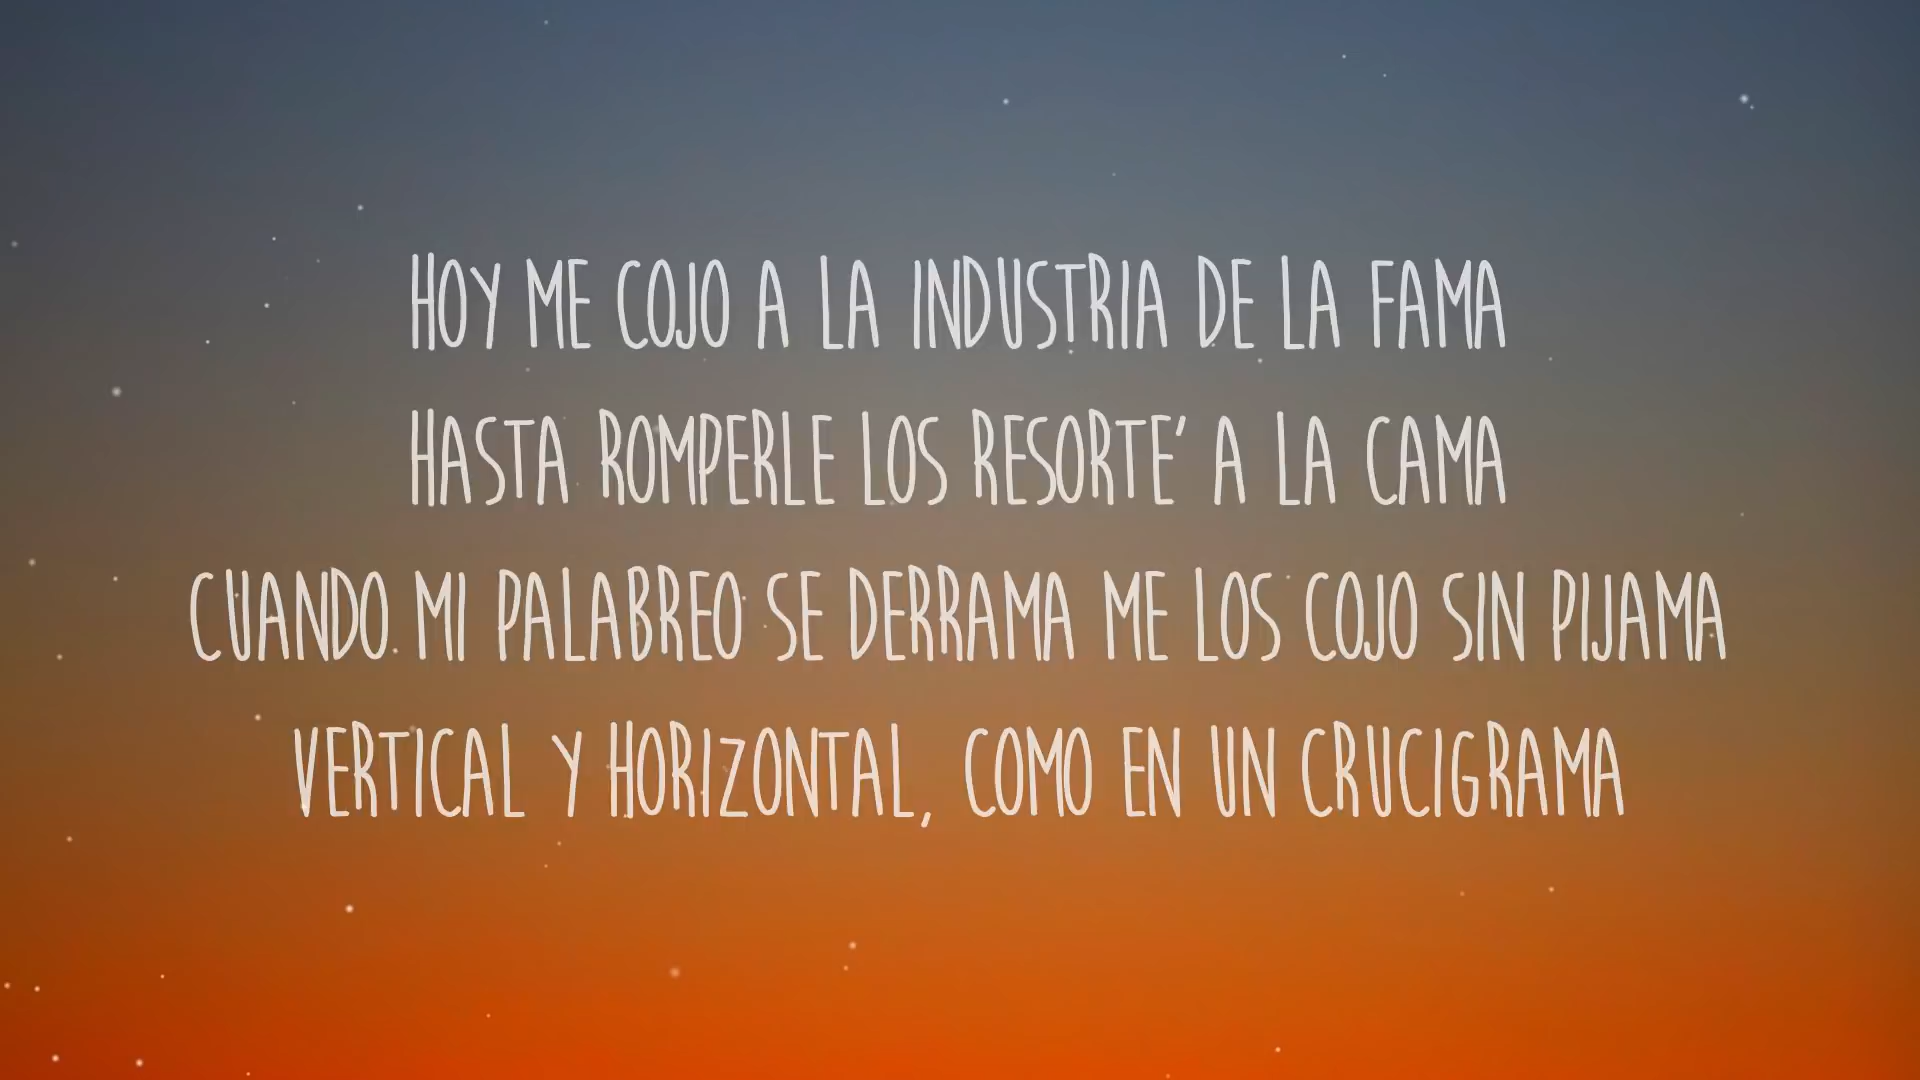 HOY ME COJO A LA INDUSTRIA DE LA FAMA
HASTA ROMPERLE LOS RESORTE' A LA CAMA
CUANDO MI PALABREO SE DERRAMA ME LOS COJO SIN PIJAMA
VERTICAL Y HORIZONTAL, COMO EN UN CRUCIGRAMA